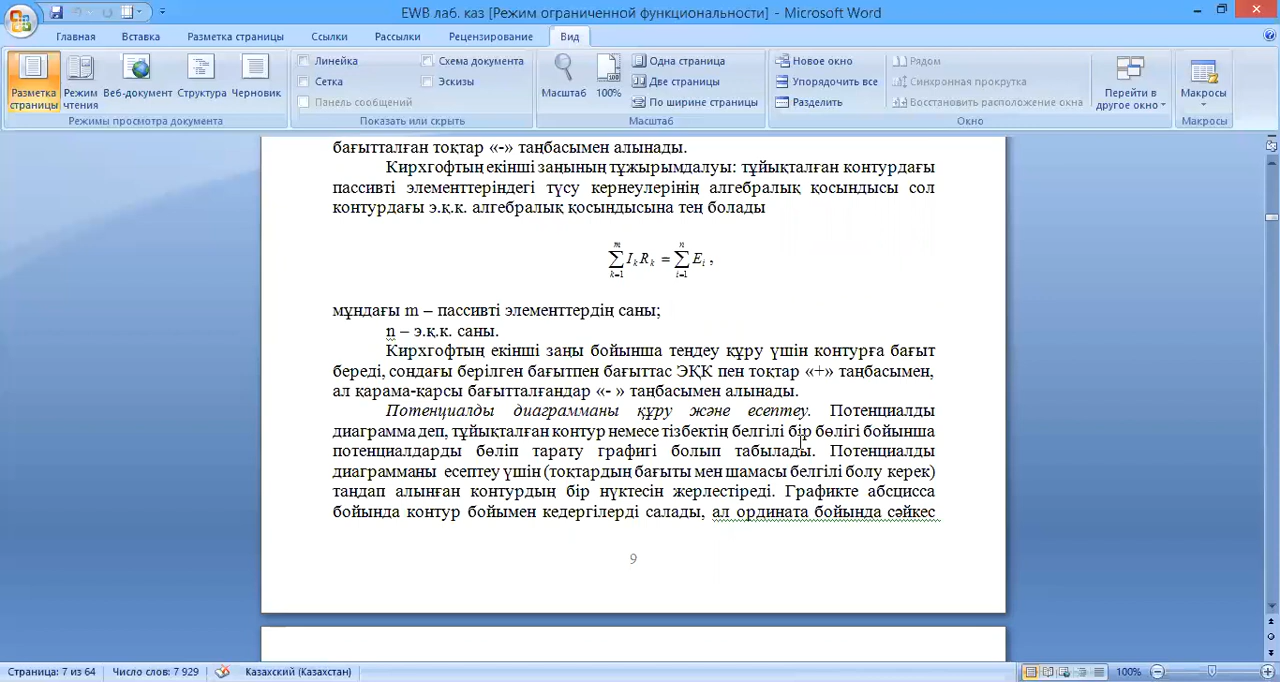 EWB лаб. каз [Режим ограниченной функциональности] - Microsoft Word
Главная Вставка Разметка страницы Ссылки Рассылки Рецензирование Вид
Разметка страницы
Режим чтения
Веб-документ
Структура
Черновик
Режимы просмотра документа
Линейка
Сетка
Панель сообщений
Схема документа
Эскизы
Показать или скрыть
Масштаб
100%
Одна страница
Две страницы
По ширине страницы
Масштаб
Новое окно
Упорядочить все
Разделить
Рядом
Синхронная прокрутка
Восстановить расположение окна
Перейти в другое окно
Окно
Макросы
Макросы
бағытталған тоқтар «-» таңбасымен алынады.
Кирхгофтың екінші заңының тұжырымдалуы: тұйықталған контурдағы
пассивті элементтеріндегі түсу кернеулерінің алгебралық қосындысы сол
контурдағы э.қ.к. алгебралық қосындысына тең болады
∑(k=1..m) I_k R_k = ∑(i=1..n) E_i ,
мұндағы m – пассивті элементтердің саны;
n – э.қ.к. саны.
Кирхгофтың екінші заңы бойынша теңдеу құру үшін контурға бағыт
береді, сондағы берілген бағытпен бағыттас ЭҚК пен тоқтар «+» таңбасымен,
ал қарама-қарсы бағытталғандар «- » таңбасымен алынады.
Потенциалды диаграмманы құру және есептеу. Потенциалды
диаграмма деп, тұйықталған контур немесе тізбектің белгілі бір бөлігі бойынша
потенциалдарды бөліп тарату графигі болып табылады. Потенциалды
диаграмманы есептеу үшін (тоқтардың бағыты мен шамасы белгілі болу керек)
таңдап алынған контурдың бір нүктесін жерлестіреді. Графикте абсцисса
бойында контур бойымен кедергілерді салады, ал ордината бойында сәйкес
9
Страница: 7 из 64 Число слов: 7 929 Казахский (Казахстан) 100%